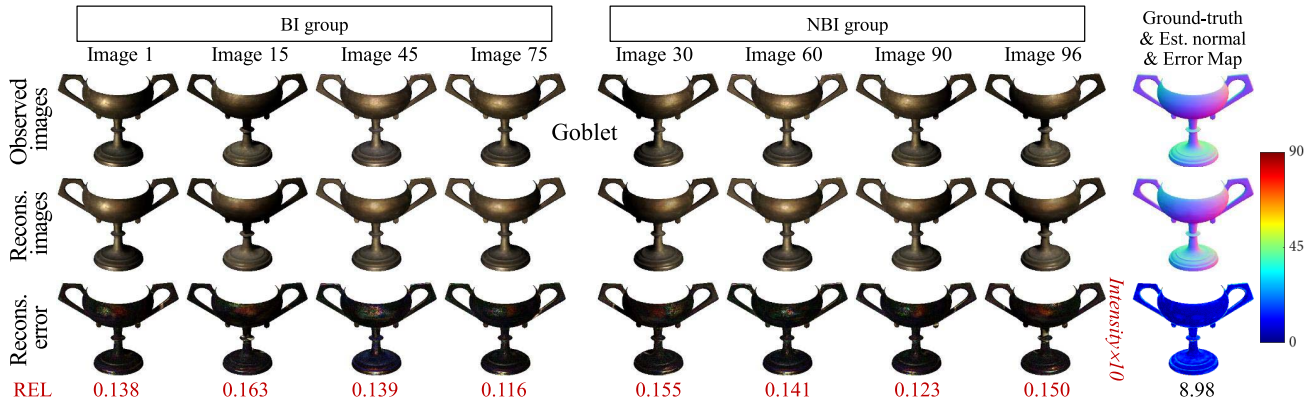 BI group
NBI group
Ground-truth
& Est. normal
& Error Map
Image 1
Image 15
Image 45
Image 75
Image 30
Image 60
Image 90
Image 96
Observed
images
Goblet
Recons.
images
Recons.
error
Intensity×10
90
45
0
REL
0.138
0.163
0.139
0.116
0.155
0.141
0.123
0.150
8.98